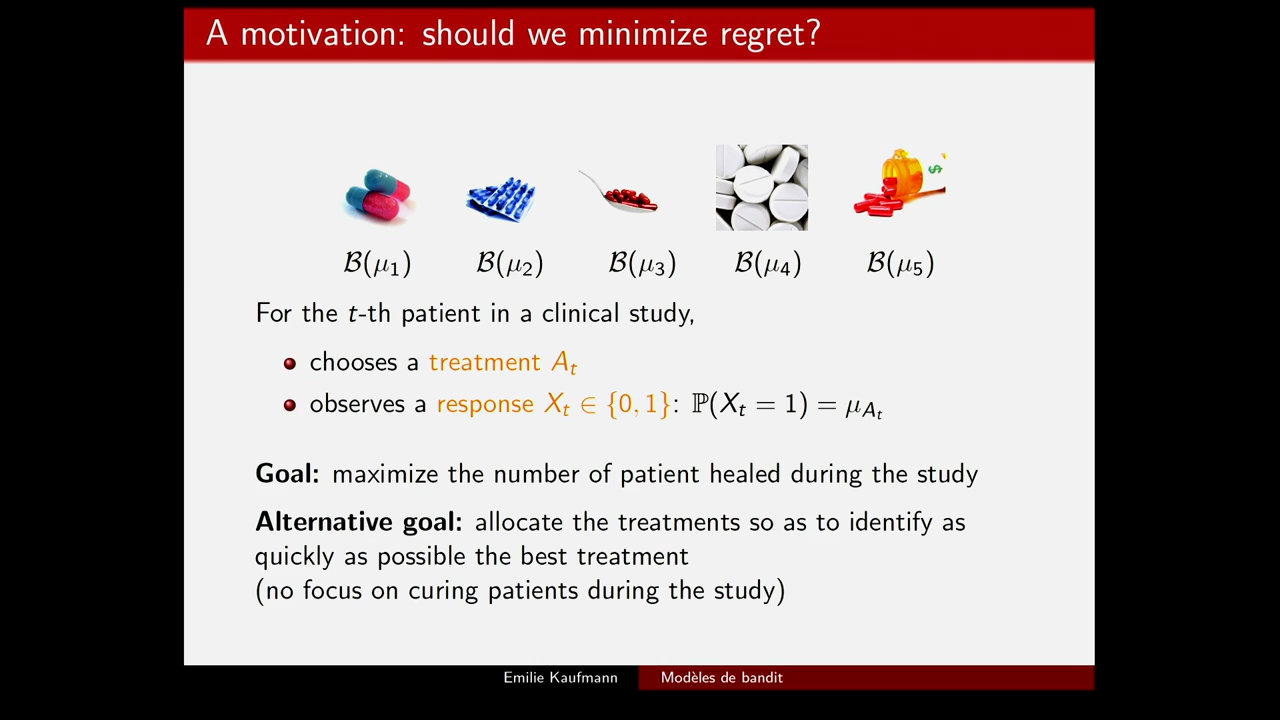 A motivation: should we minimize regret?
$
ℬ(μ₁) ℬ(μ₂) ℬ(μ₃) ℬ(μ₄) ℬ(μ₅)
For the t-th patient in a clinical study,
chooses a treatment Aₜ
observes a response Xₜ ∈ {0, 1}: ℙ(Xₜ = 1) = μ_{Aₜ}
Goal: maximize the number of patient healed during the study
Alternative goal: allocate the treatments so as to identify as
quickly as possible the best treatment
(no focus on curing patients during the study)
Emilie Kaufmann Modèles de bandit